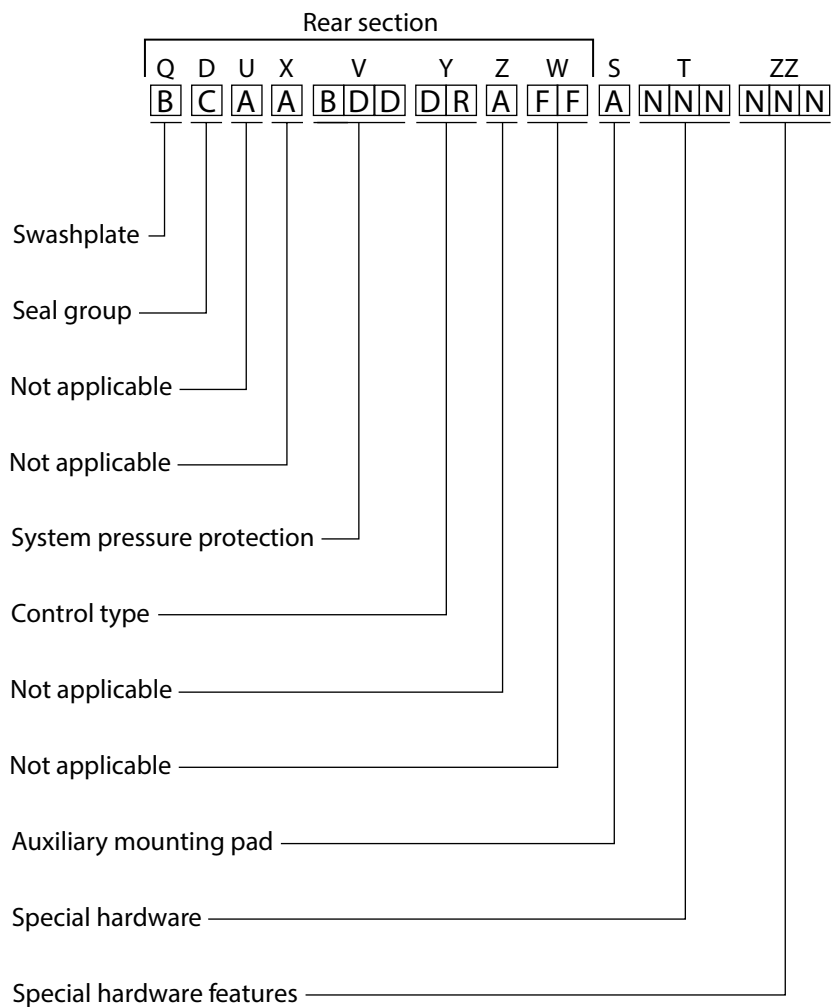 Rear section
Q D U X V Y Z W S T ZZ
B C A A B D D D R A F F A N N N N N N
Swashplate
Seal group
Not applicable
Not applicable
System pressure protection
Control type
Not applicable
Not applicable
Auxiliary mounting pad
Special hardware
Special hardware features